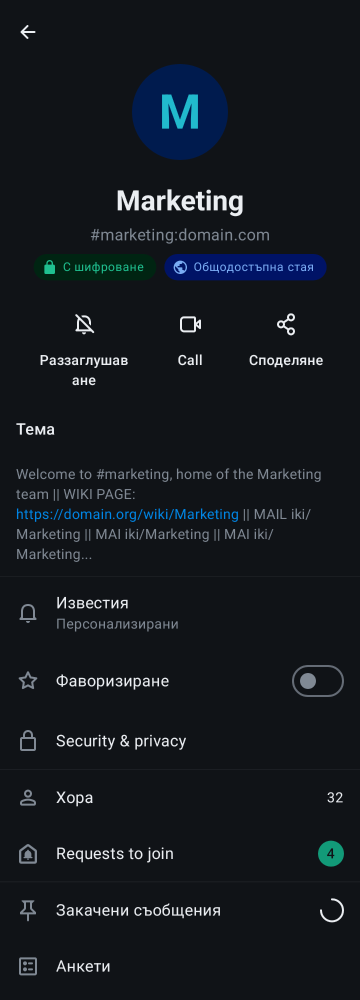 M
Marketing
#marketing:domain.com
С шифроване
Общодостъпна стая
Раззаглушав
ане
Call
Споделяне
Тема
Welcome to #marketing, home of the Marketing
team || WIKI PAGE:
https://domain.org/wiki/Marketing || MAIL iki/
Marketing || MAI iki/Marketing || MAI iki/
Marketing...
Известия
Персонализирани
Фаворизиране
Security & privacy
Хора 32
Requests to join 4
Закачени съобщения
Анкети